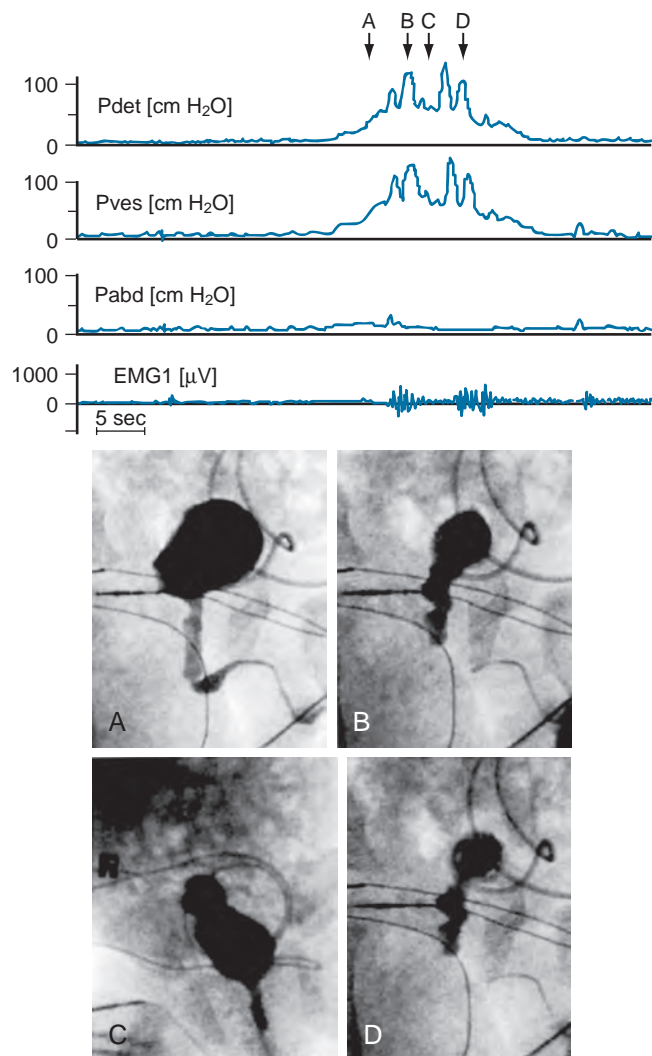 A B C D
100
Pdet [cm H₂O]
0
100
Pves [cm H₂O]
0
100
Pabd [cm H₂O]
0
1000
EMG1 [μV]
0
5 sec
A
B
R
C
D